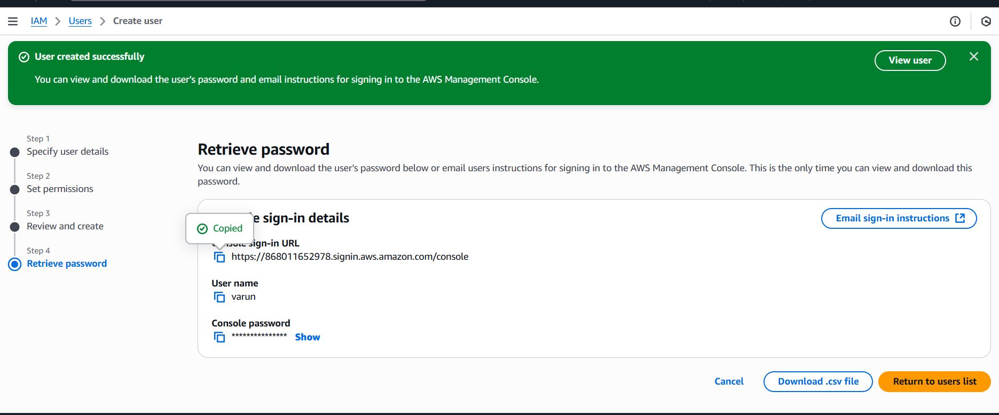 IAM > Users > Create user
User created successfully
View user
You can view and download the user's password and email instructions for signing in to the AWS Management Console.
Step 1
Specify user details
Step 2
Set permissions
Step 3
Review and create
Step 4
Retrieve password
Retrieve password
You can view and download the user's password below or email users instructions for signing in to the AWS Management Console. This is the only time you can view and download this
password.
e sign-in details
Email sign-in instructions
Copied
sign-in URL
https://868011652978.signin.aws.amazon.com/console
User name
varun
Console password
*************** Show
Cancel
Download .csv file
Return to users list